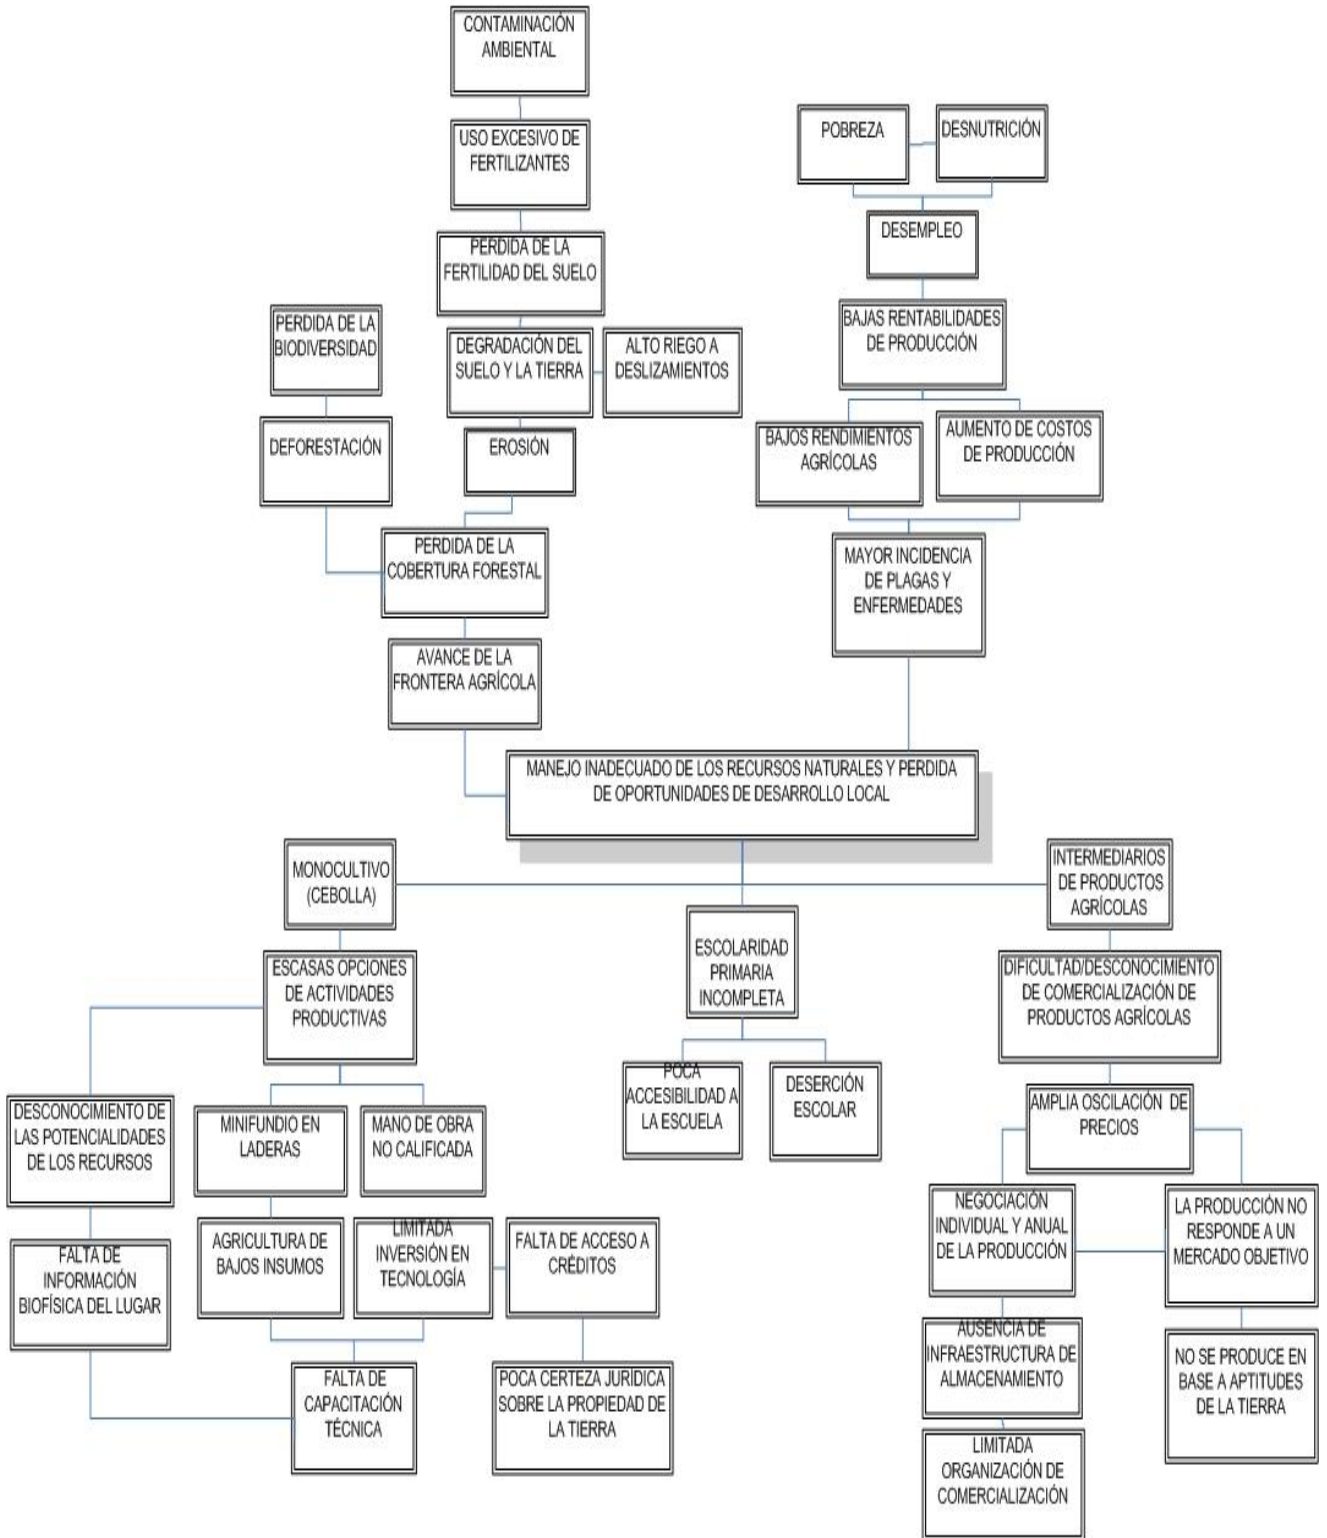 CONTAMINACIÓN
AMBIENTAL
USO EXCESIVO DE
FERTILIZANTES
POBREZA
DESNUTRICIÓN
DESEMPLEO
PERDIDA DE LA
FERTILIDAD DEL SUELO
PERDIDA DE LA
BIODIVERSIDAD
DEGRADACIÓN DEL
SUELO Y LA TIERRA
ALTO RIEGO A
DESLIZAMIENTOS
BAJAS RENTABILIDADES
DE PRODUCCIÓN
DEFORESTACIÓN
EROSIÓN
BAJOS RENDIMIENTOS
AGRÍCOLAS
AUMENTO DE COSTOS
DE PRODUCCIÓN
PERDIDA DE LA
COBERTURA FORESTAL
MAYOR INCIDENCIA
DE PLAGAS Y
ENFERMEDADES
AVANCE DE LA
FRONTERA AGRÍCOLA
MANEJO INADECUADO DE LOS RECURSOS NATURALES Y PERDIDA
DE OPORTUNIDADES DE DESARROLLO LOCAL
MONOCULTIVO
(CEBOLLA)
INTERMEDIARIOS
DE PRODUCTOS
AGRÍCOLAS
ESCOLARIDAD
PRIMARIA
INCOMPLETA
ESCASAS OPCIONES
DE ACTIVIDADES
PRODUCTIVAS
DIFICULTAD/DESCONOCIMIENTO
DE COMERCIALIZACIÓN DE
PRODUCTOS AGRÍCOLAS
POCA
ACCESIBILIDAD A
LA ESCUELA
DESERCIÓN
ESCOLAR
DESCONOCIMIENTO DE
LAS POTENCIALIDADES
DE LOS RECURSOS
MINIFUNDIO EN
LADERAS
MANO DE OBRA
NO CALIFICADA
AMPLIA OSCILACIÓN DE
PRECIOS
NEGOCIACIÓN
INDIVIDUAL Y ANUAL
DE LA PRODUCCIÓN
LA PRODUCCIÓN NO
RESPONDE A UN
MERCADO OBJETIVO
FALTA DE
INFORMACIÓN
BIOFÍSICA DEL LUGAR
AGRICULTURA DE
BAJOS INSUMOS
LIMITADA
INVERSIÓN EN
TECNOLOGÍA
FALTA DE ACCESO A
CRÉDITOS
AUSENCIA DE
INFRAESTRUCTURA DE
ALMACENAMIENTO
NO SE PRODUCE EN
BASE A APTITUDES
DE LA TIERRA
FALTA DE
CAPACITACIÓN
TÉCNICA
POCA CERTEZA JURÍDICA
SOBRE LA PROPIEDAD DE
LA TIERRA
LIMITADA
ORGANIZACIÓN DE
COMERCIALIZACIÓN